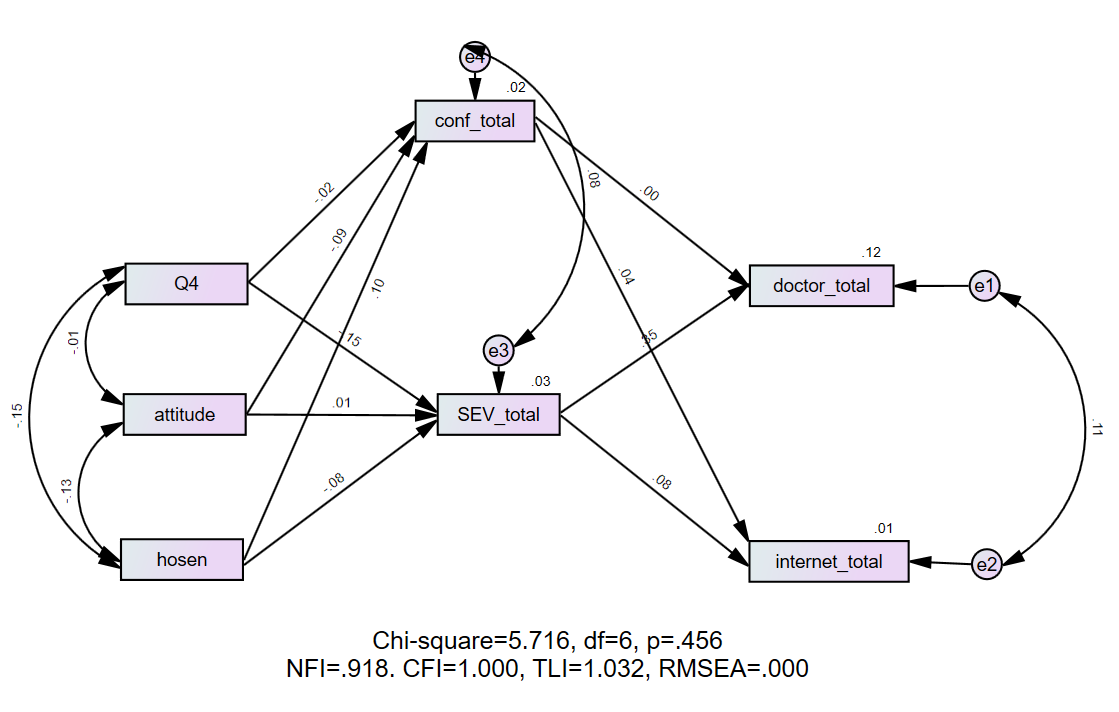 e4
.02
conf_total
.08
-.02
.00
-.09
Q4
.12
.10
.04
doctor_total
e1
-.01
-.15
.35
e3
.03
-.15
.01
attitude
SEV_total
.11
-.13
-.08
.08
.01
hosen
internet_total
e2
Chi-square=5.716, df=6, p=.456
NFI=.918. CFI=1.000, TLI=1.032, RMSEA=.000